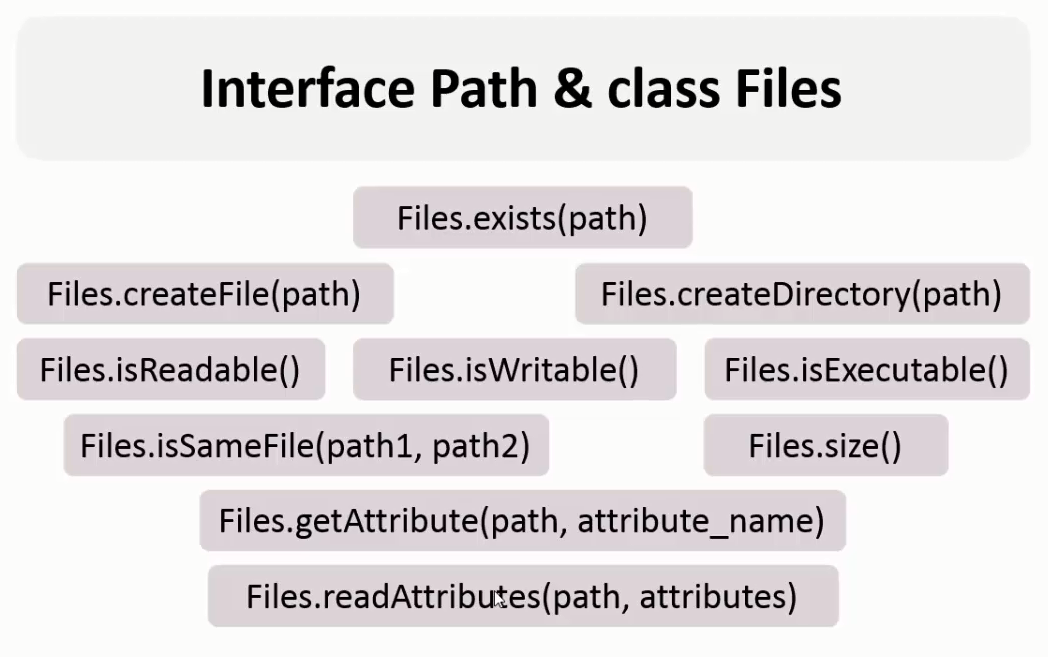 Interface Path & class Files
Files.exists(path)
Files.createFile(path)
Files.createDirectory(path)
Files.isReadable()
Files.isWritable()
Files.isExecutable()
Files.isSameFile(path1, path2)
Files.size()
Files.getAttribute(path, attribute_name)
Files.readAttributes(path, attributes)